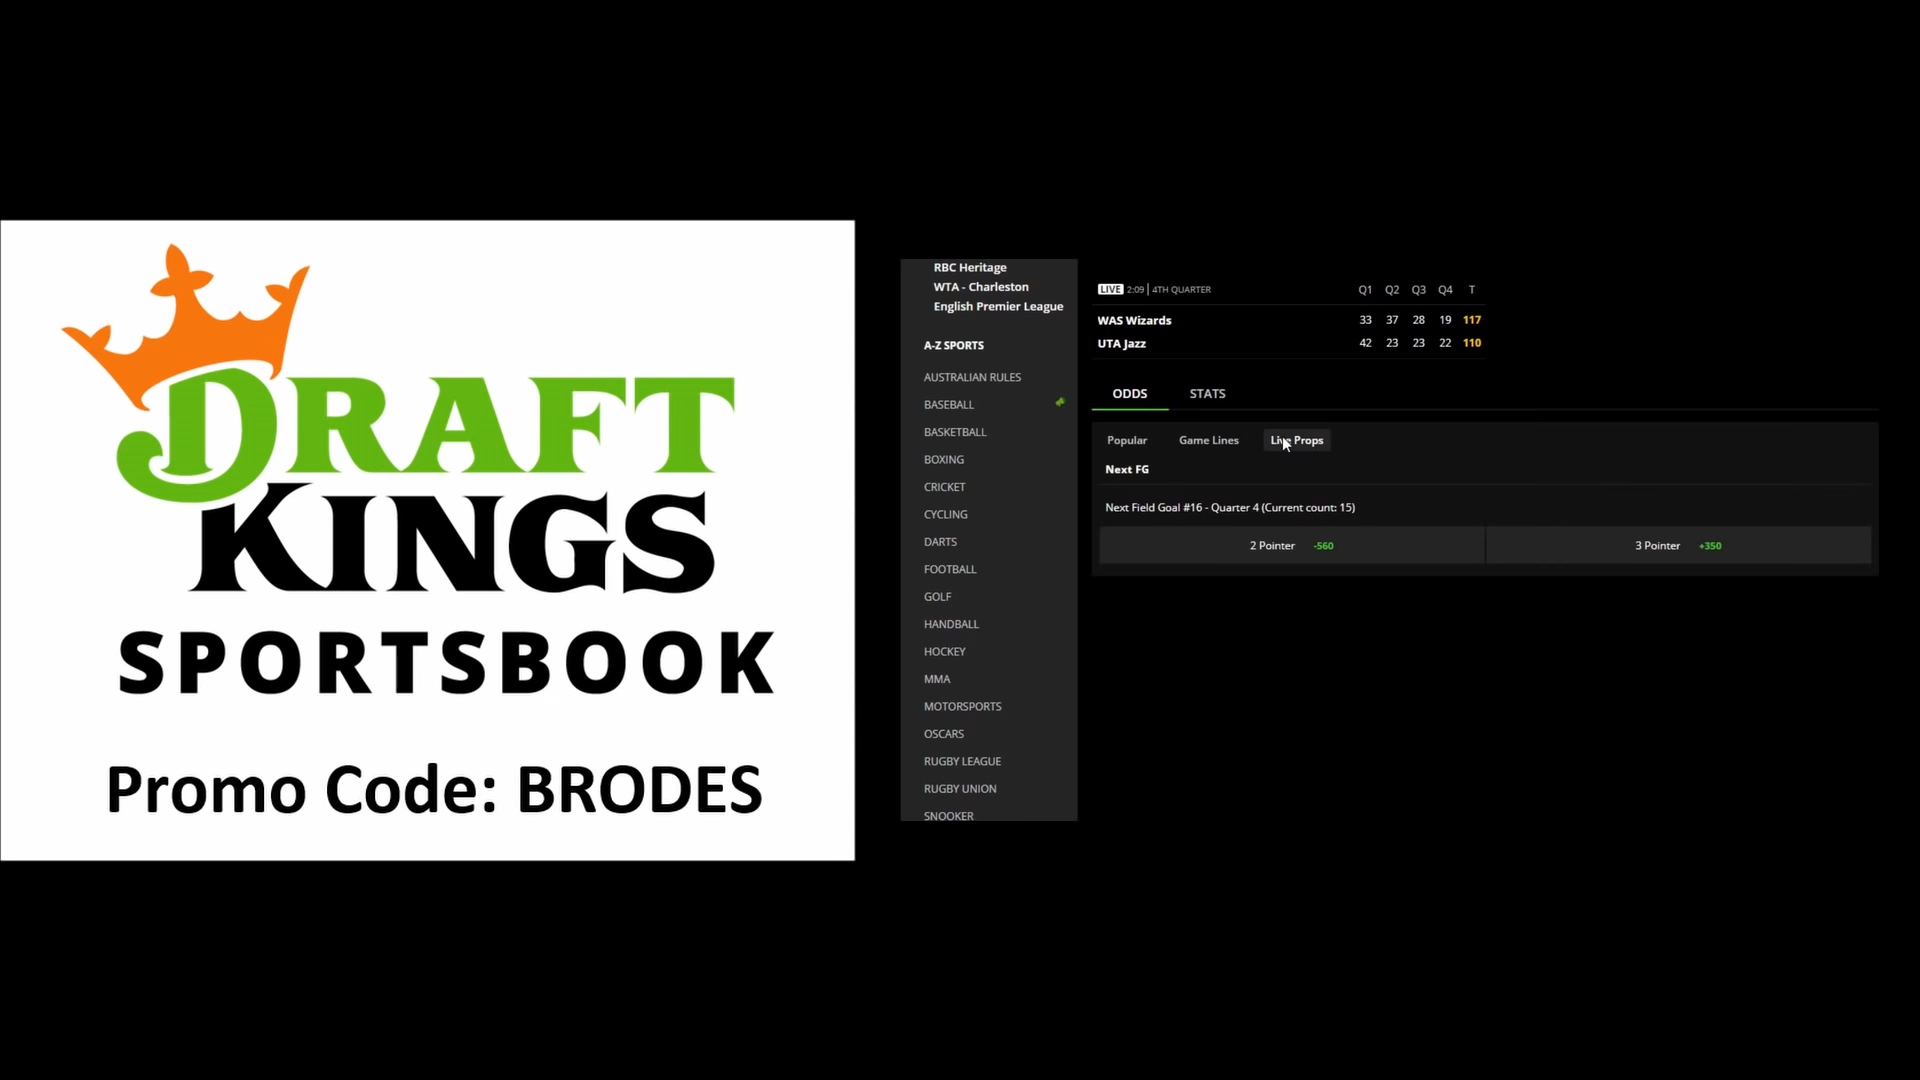 DRAFT
KINGS
SPORTSBOOK
Promo Code: BRODES
RBC Heritage
WTA - Charleston
English Premier League
A-Z SPORTS
AUSTRALIAN RULES
BASEBALL
BASKETBALL
BOXING
CRICKET
CYCLING
DARTS
FOOTBALL
GOLF
HANDBALL
HOCKEY
MMA
MOTORSPORTS
OSCARS
RUGBY LEAGUE
RUGBY UNION
SNOOKER
LIVE 2:09 | 4TH QUARTER Q1 Q2 Q3 Q4 T
WAS Wizards 33 37 28 19 117
UTA Jazz 42 23 23 22 110
ODDS STATS
Popular Game Lines Live Props
Next FG
Next Field Goal #16 - Quarter 4 (Current count: 15)
2 Pointer -560 3 Pointer +350